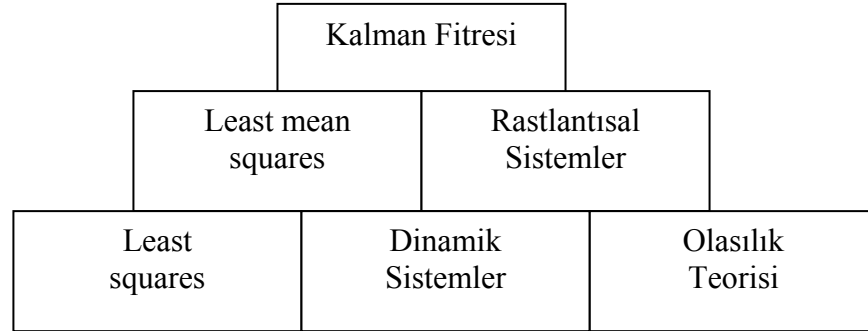 Kalman Fitresi
Least mean
squares
Rastlantısal
Sistemler
Least
squares
Dinamik
Sistemler
Olasılık
Teorisi